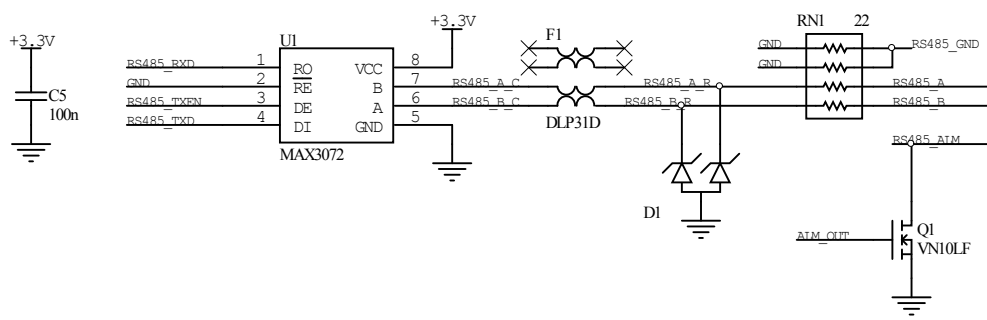 RN1 22
+3.3V
U1
F1
+3.3V
GND
RS485_GND
GND
RS485_RXD 1 RO VCC 8
GND 2 RE B 7 RS485_A_C RS485_A_R RS485_A
RS485_TXEN 3 DE A 6 RS485_B_C RS485_B_R RS485_B
RS485_TXD 4 DI GND 5
C5
100n
DLP31D
MAX3072
RS485_ALM
D1
ALM_OUT
Q1
VN10LF